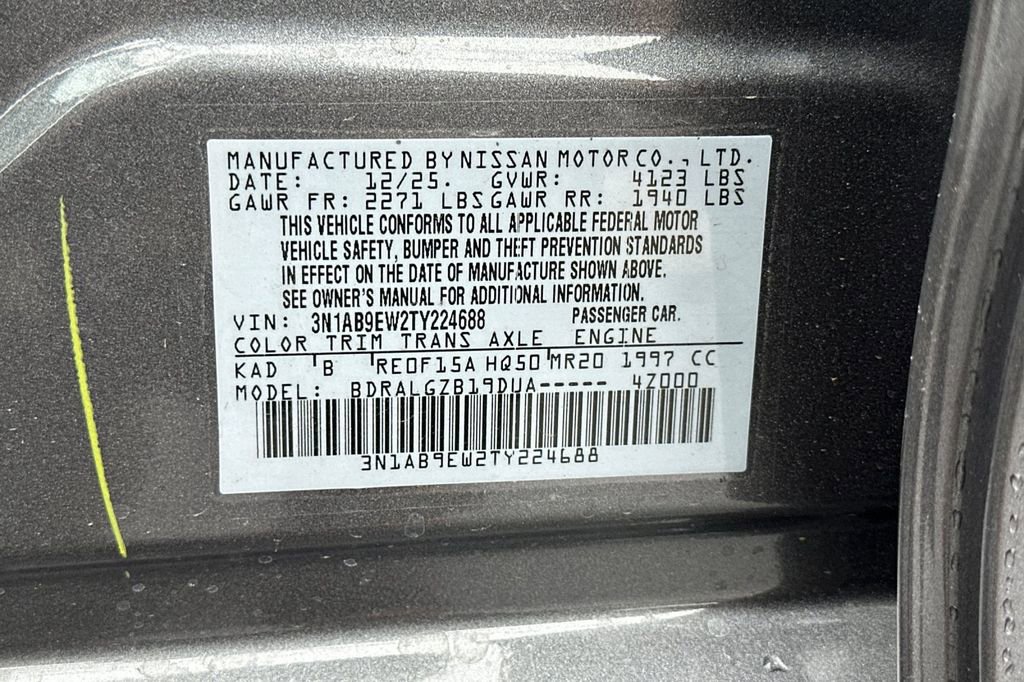 MANUFACTURED BY NISSAN MOTOR CO., LTD.
DATE: 12/25. GVWR: 4123 LBS
GAWR FR: 2271 LBS GAWR RR: 1940 LBS
THIS VEHICLE CONFORMS TO ALL APPLICABLE FEDERAL MOTOR
VEHICLE SAFETY, BUMPER AND THEFT PREVENTION STANDARDS
IN EFFECT ON THE DATE OF MANUFACTURE SHOWN ABOVE.
SEE OWNER'S MANUAL FOR ADDITIONAL INFORMATION.
VIN: 3N1AB9EW2TY224688 PASSENGER CAR.
COLOR TRIM TRANS AXLE ENGINE
KAD B RE0F15A HQ50 MR20 1997 CC
MODEL: BDRALGZB19DUA----- 4Z000
3N1AB9EW2TY224688